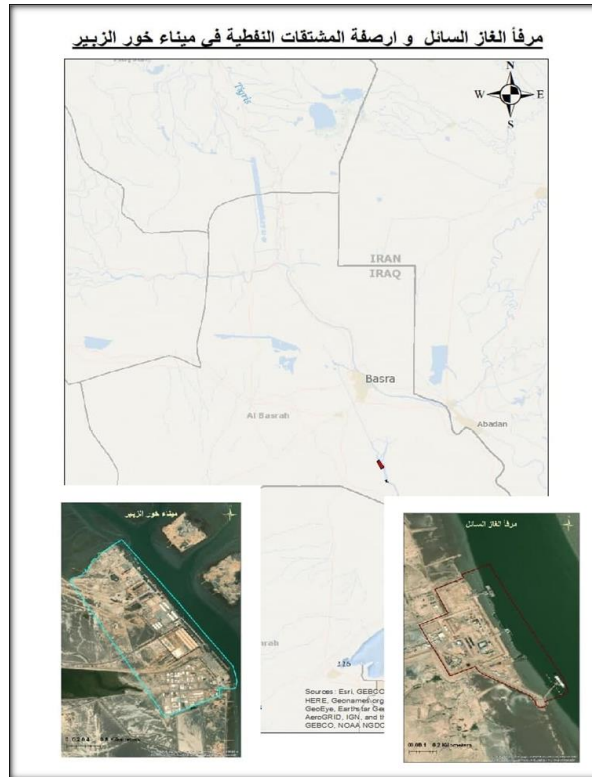 مرفأ الغاز السائل و ارصفة المشتقات النفطية في ميناء خور الزبير
N
W E
S
Tigris
IRAN
IRAQ
Basra
Al Basrah
Abadan
ميناء خور الزبير
مرفأ الغاز السائل
Sources: Esri, GEBCO
HERE, Geonames.org
GeoEye, Earthstar Geo
AeroGRID, IGN, and th
GEBCO, NOAA NGDC